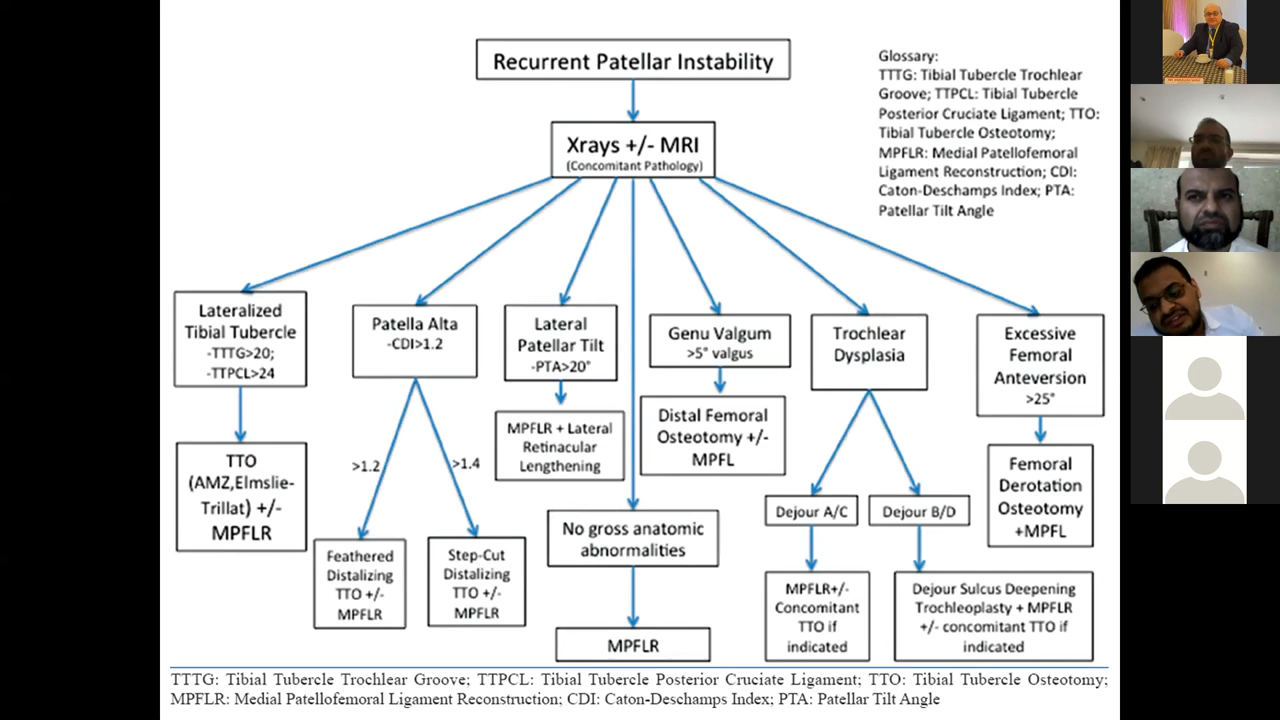 Recurrent Patellar Instability
Glossary:
TTTG: Tibial Tubercle Trochlear
Groove; TTPCL: Tibial Tubercle
Posterior Cruciate Ligament; TTO:
Tibial Tubercle Osteotomy;
MPFLR: Medial Patellofemoral
Ligament Reconstruction; CDI:
Caton-Deschamps Index; PTA:
Patellar Tilt Angle
Xrays +/- MRI
(Concomitant Pathology)
Lateralized
Tibial Tubercle
-TTTG>20;
-TTPCL>24
TTO
(AMZ,Elmslie-
Trillat) +/-
MPFLR
Patella Alta
-CDI>1.2
>1.2
>1.4
Feathered
Distalizing
TTO +/-
MPFLR
Step-Cut
Distalizing
TTO +/-
MPFLR
Lateral
Patellar Tilt
-PTA>20°
MPFLR + Lateral
Retinacular
Lengthening
No gross anatomic
abnormalities
MPFLR
Genu Valgum
>5° valgus
Distal Femoral
Osteotomy +/-
MPFL
Trochlear
Dysplasia
Dejour A/C
Dejour B/D
MPFLR+/-
Concomitant
TTO if
indicated
Dejour Sulcus Deepening
Trochleoplasty + MPFLR
+/- concomitant TTO if
indicated
Excessive
Femoral
Anteversion
>25°
Femoral
Derotation
Osteotomy
+MPFL
TTTG: Tibial Tubercle Trochlear Groove; TTPCL: Tibial Tubercle Posterior Cruciate Ligament; TTO: Tibial Tubercle Osteotomy;
MPFLR: Medial Patellofemoral Ligament Reconstruction; CDI: Caton-Deschamps Index; PTA: Patellar Tilt Angle